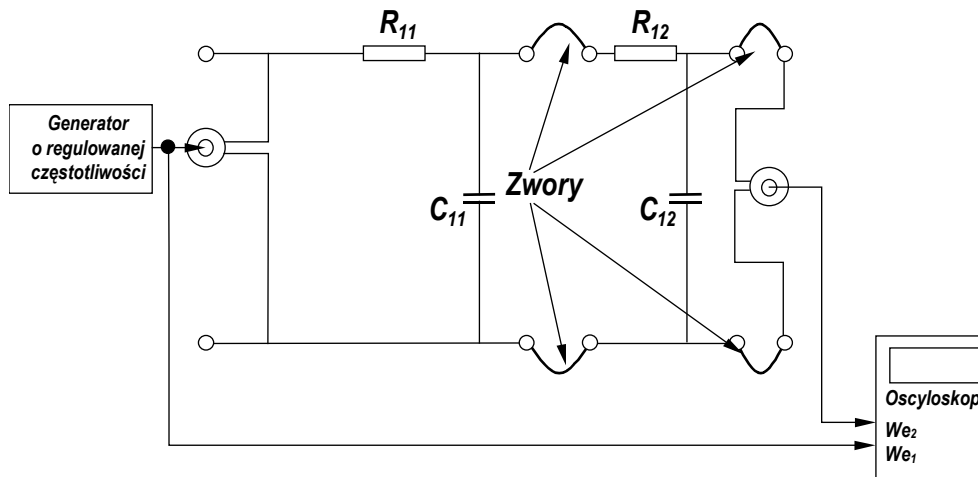 R11
R12
Generator
o regulowanej
częstotliwości
Zwory
C11
C12
Oscyloskop
We2
We1